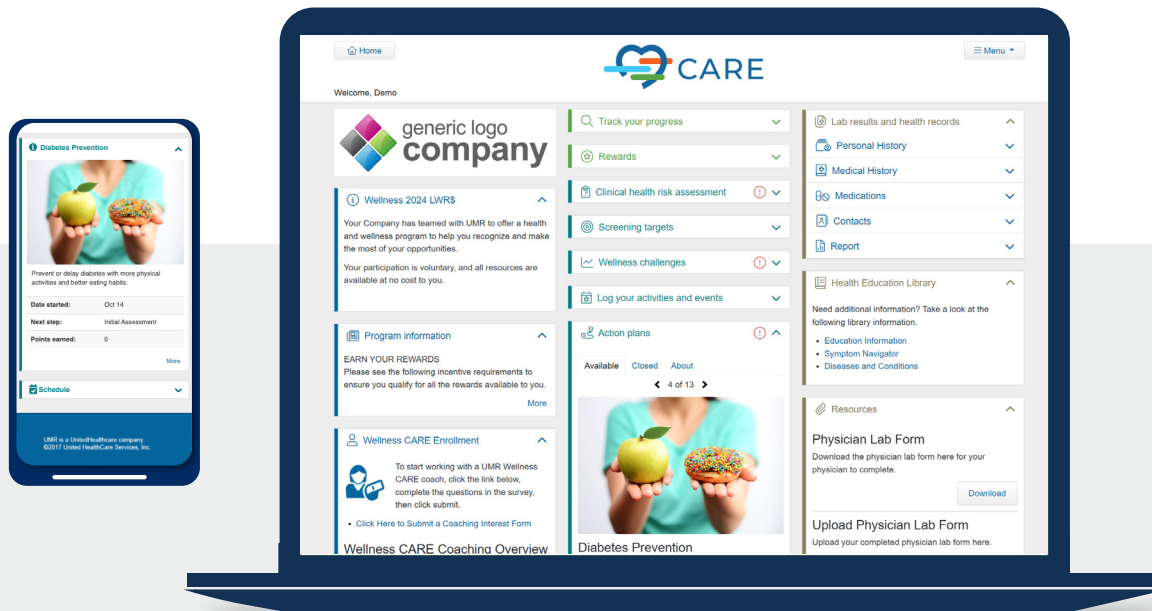 Diabetes Prevention
Prevent or delay diabetes with more physical
activities and better eating habits.
Date started: Oct 14
Next step: Initial Assessment
Points earned: 0
More
Schedule
UMR is a UnitedHealthcare company.
©2017 United HealthCare Services, Inc.
Home
CARE
Menu
Welcome, Demo
generic logo
company
Wellness 2024 LWR$
Your Company has teamed with UMR to offer a health
and wellness program to help you recognize and make
the most of your opportunities.
Your participation is voluntary, and all resources are
available at no cost to you.
Program information
EARN YOUR REWARDS
Please see the following incentive requirements to
ensure you qualify for all the rewards available to you.
More
Wellness CARE Enrollment
To start working with a UMR Wellness
CARE coach, click the link below,
complete the questions in the survey,
then click submit.
• Click Here to Submit a Coaching Interest Form
Wellness CARE Coaching Overview
Track your progress
Rewards
Clinical health risk assessment
Screening targets
Wellness challenges
Log your activities and events
Action plans
Available Closed About
4 of 13
Diabetes Prevention
Lab results and health records
Personal History
Medical History
Medications
Contacts
Report
Health Education Library
Need additional information? Take a look at the
following library information.
• Education Information
• Symptom Navigator
• Diseases and Conditions
Resources
Physician Lab Form
Download the physician lab form here for your
physician to complete.
Download
Upload Physician Lab Form
Upload your completed physician lab form here.